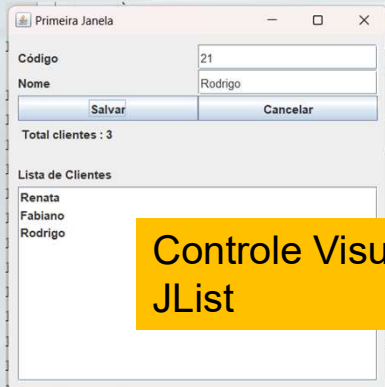 Primeira Janela
Código 21
Nome Rodrigo
Salvar Cancelar
Total clientes : 3
Lista de Clientes
Renata
Fabiano
Rodrigo
Controle
JList